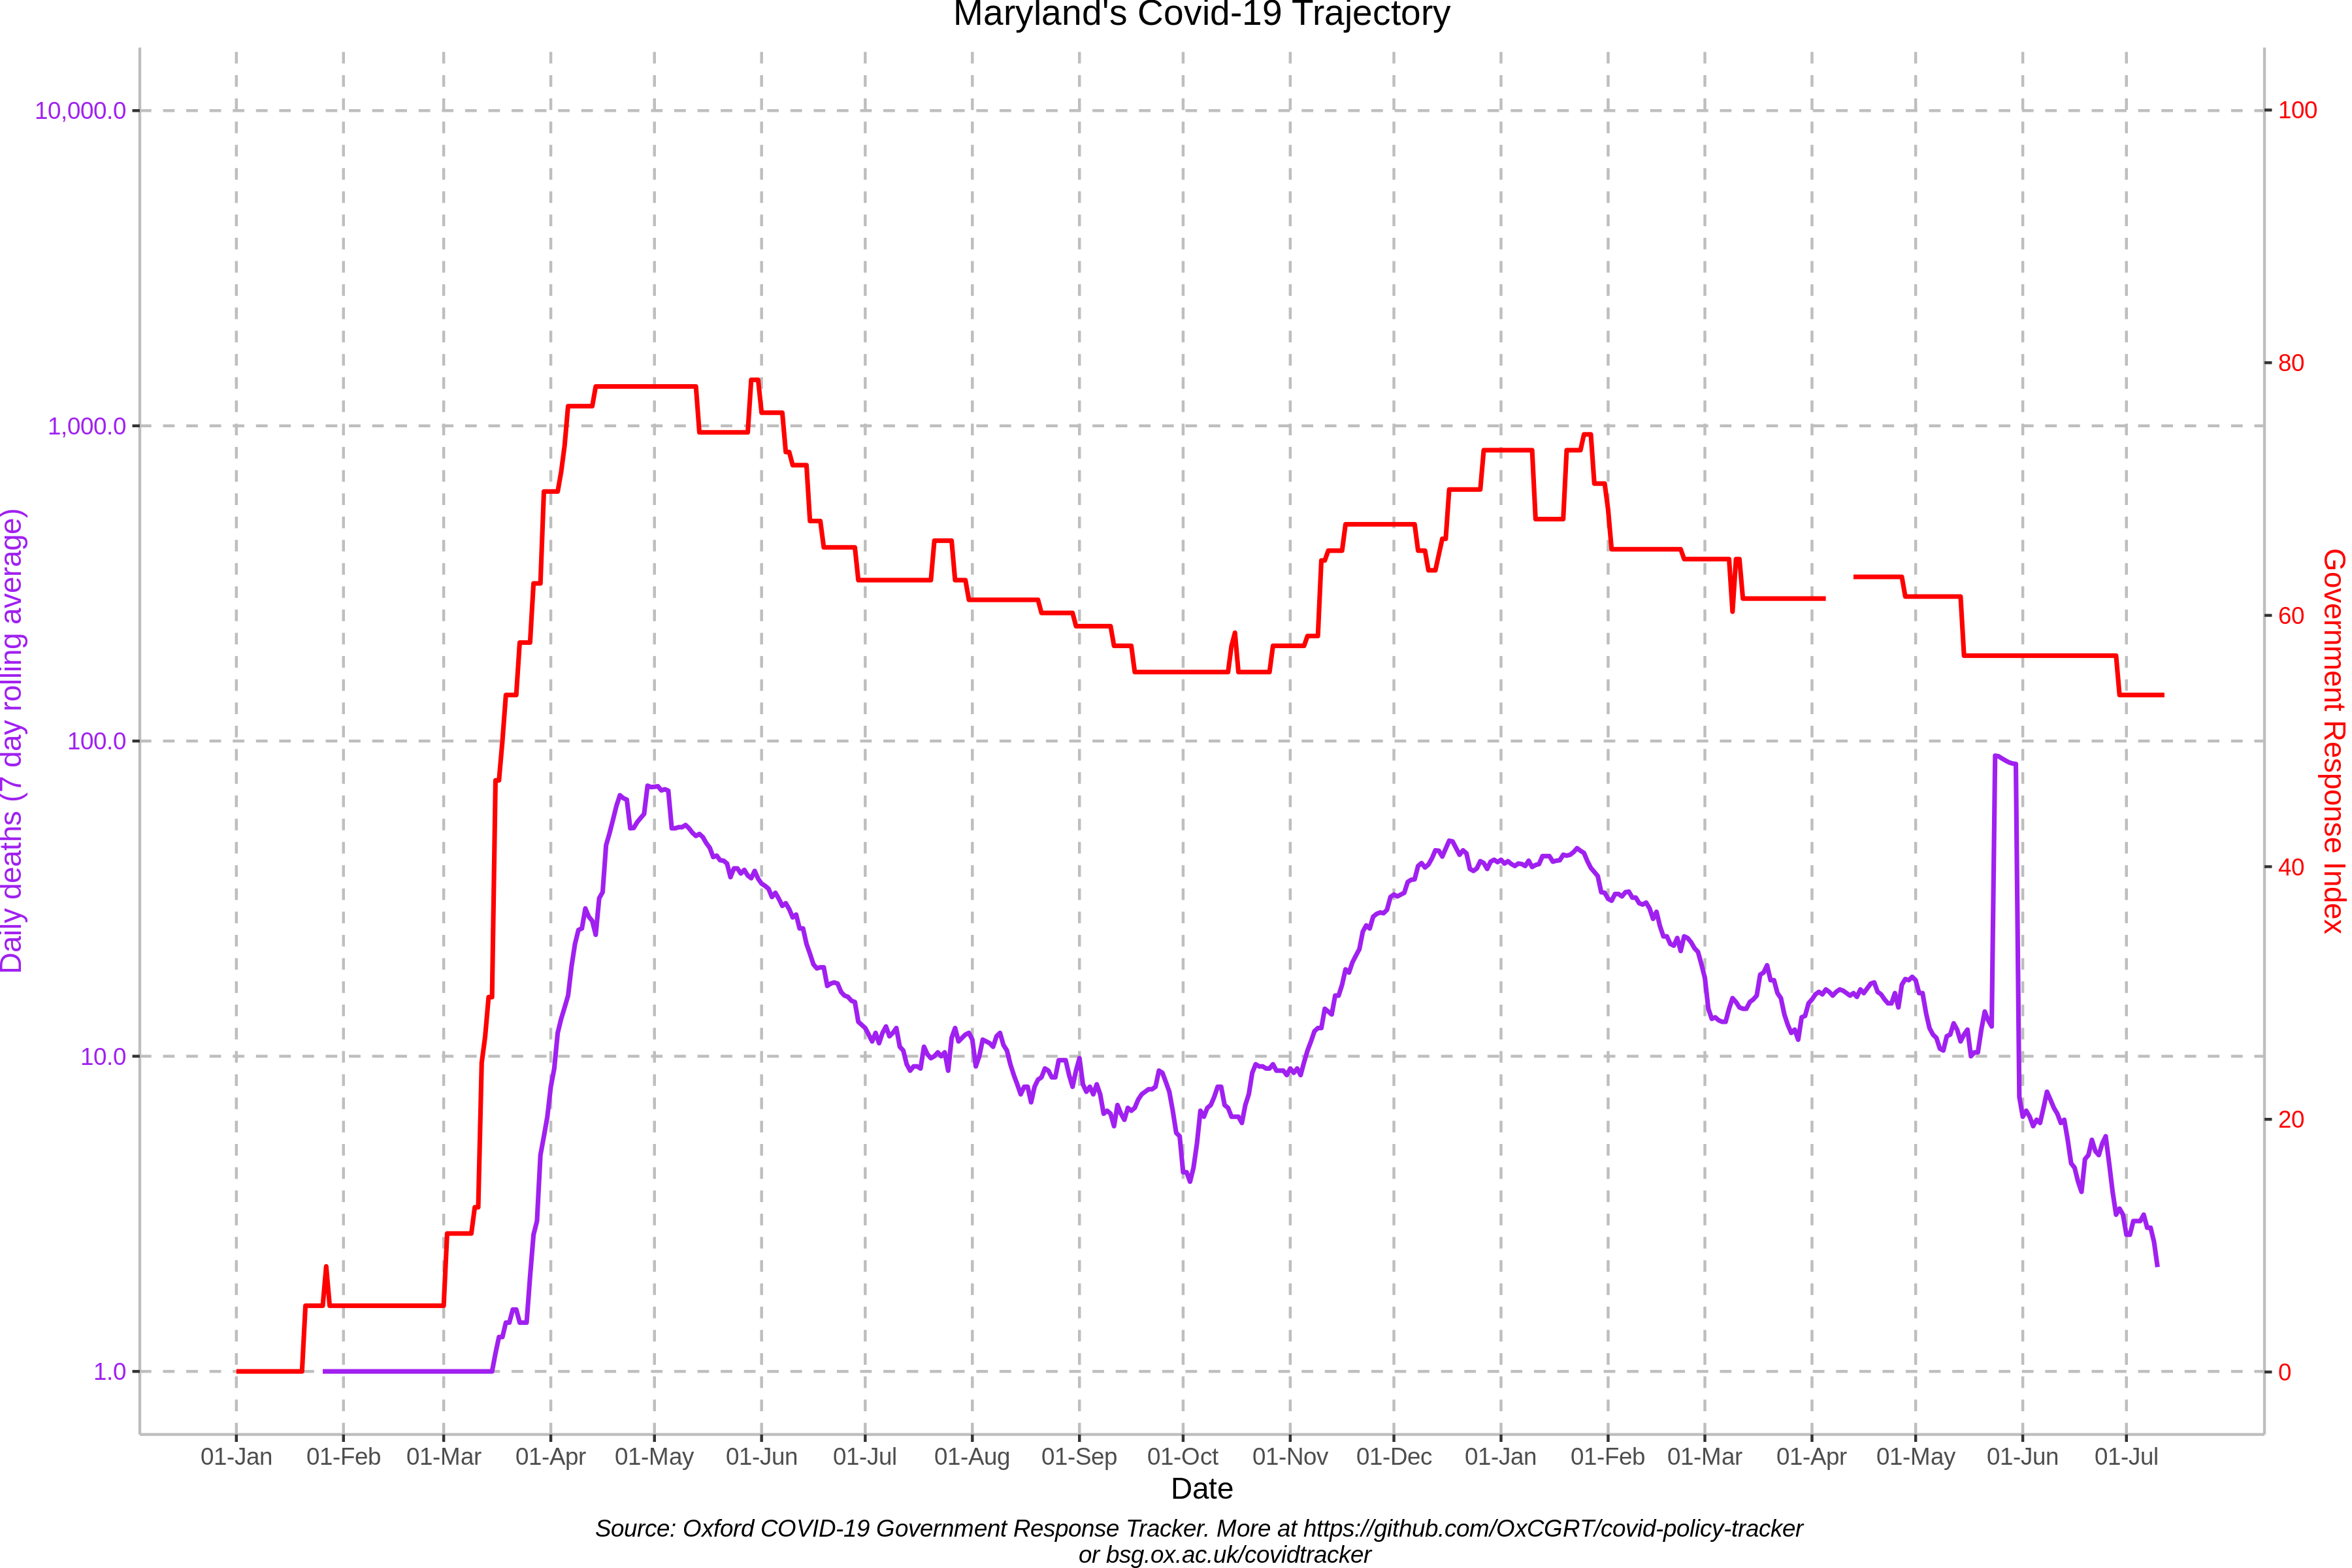 Maryland's Covid-19 Trajectory
10,000.0
1,000.0
100.0
10.0
1.0
Daily deaths (7 day rolling average)
100
80
60
40
20
0
Government Response Index
01-Jan 01-Feb 01-Mar 01-Apr 01-May 01-Jun 01-Jul 01-Aug 01-Sep 01-Oct 01-Nov 01-Dec 01-Jan 01-Feb 01-Mar 01-Apr 01-May 01-Jun 01-Jul
Date
Source: Oxford COVID-19 Government Response Tracker. More at https://github.com/OxCGRT/covid-policy-tracker
or bsg.ox.ac.uk/covidtracker